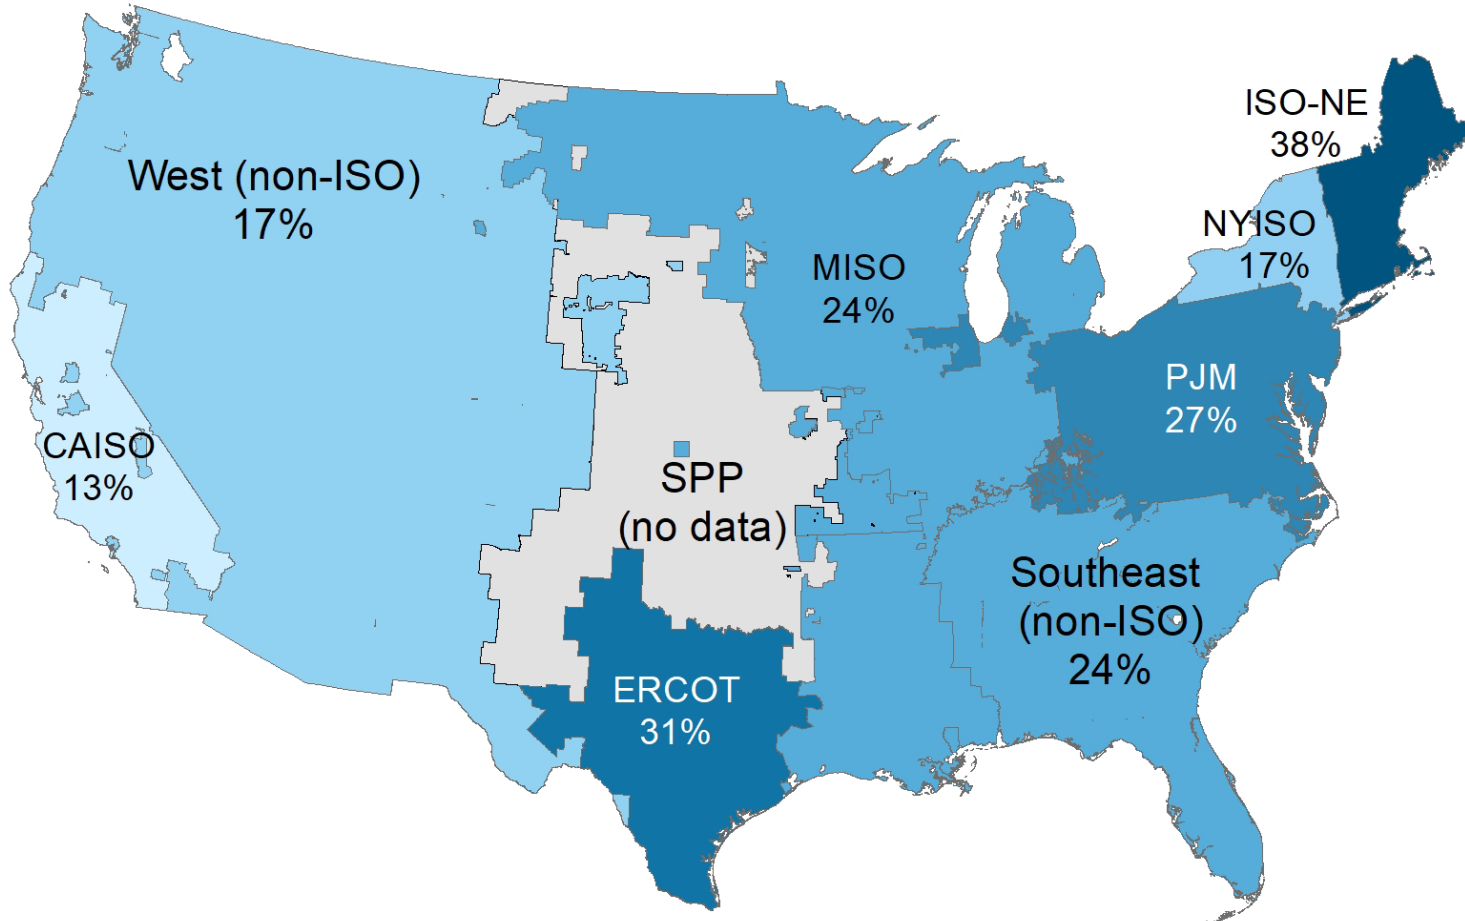 ISO-NE
38%
West (non-ISO)
17%
NYISO
17%
MISO
24%
PJM
27%
CAISO
13%
SPP
(no data)
Southeast
(non-ISO)
24%
ERCOT
31%